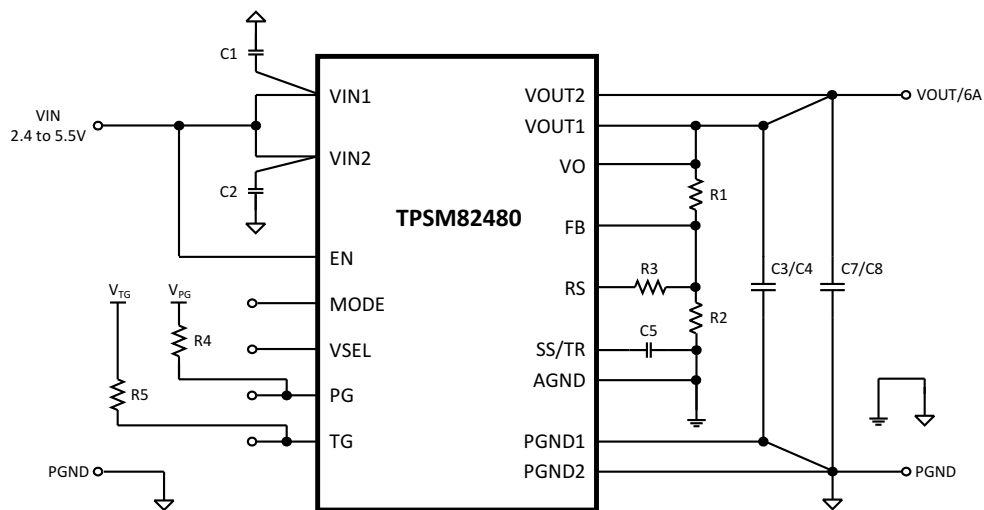 C1
VIN
2.4 to 5.5V
C2
VIN1
VIN2
EN
MODE
VSEL
PG
TG
TPSM82480
VOUT2
VOUT1
VO
FB
RS
SS/TR
AGND
PGND1
PGND2
VTG
VPG
R4
R5
PGND
R1
R3
R2
C5
C3/C4
C7/C8
VOUT/6A
PGND